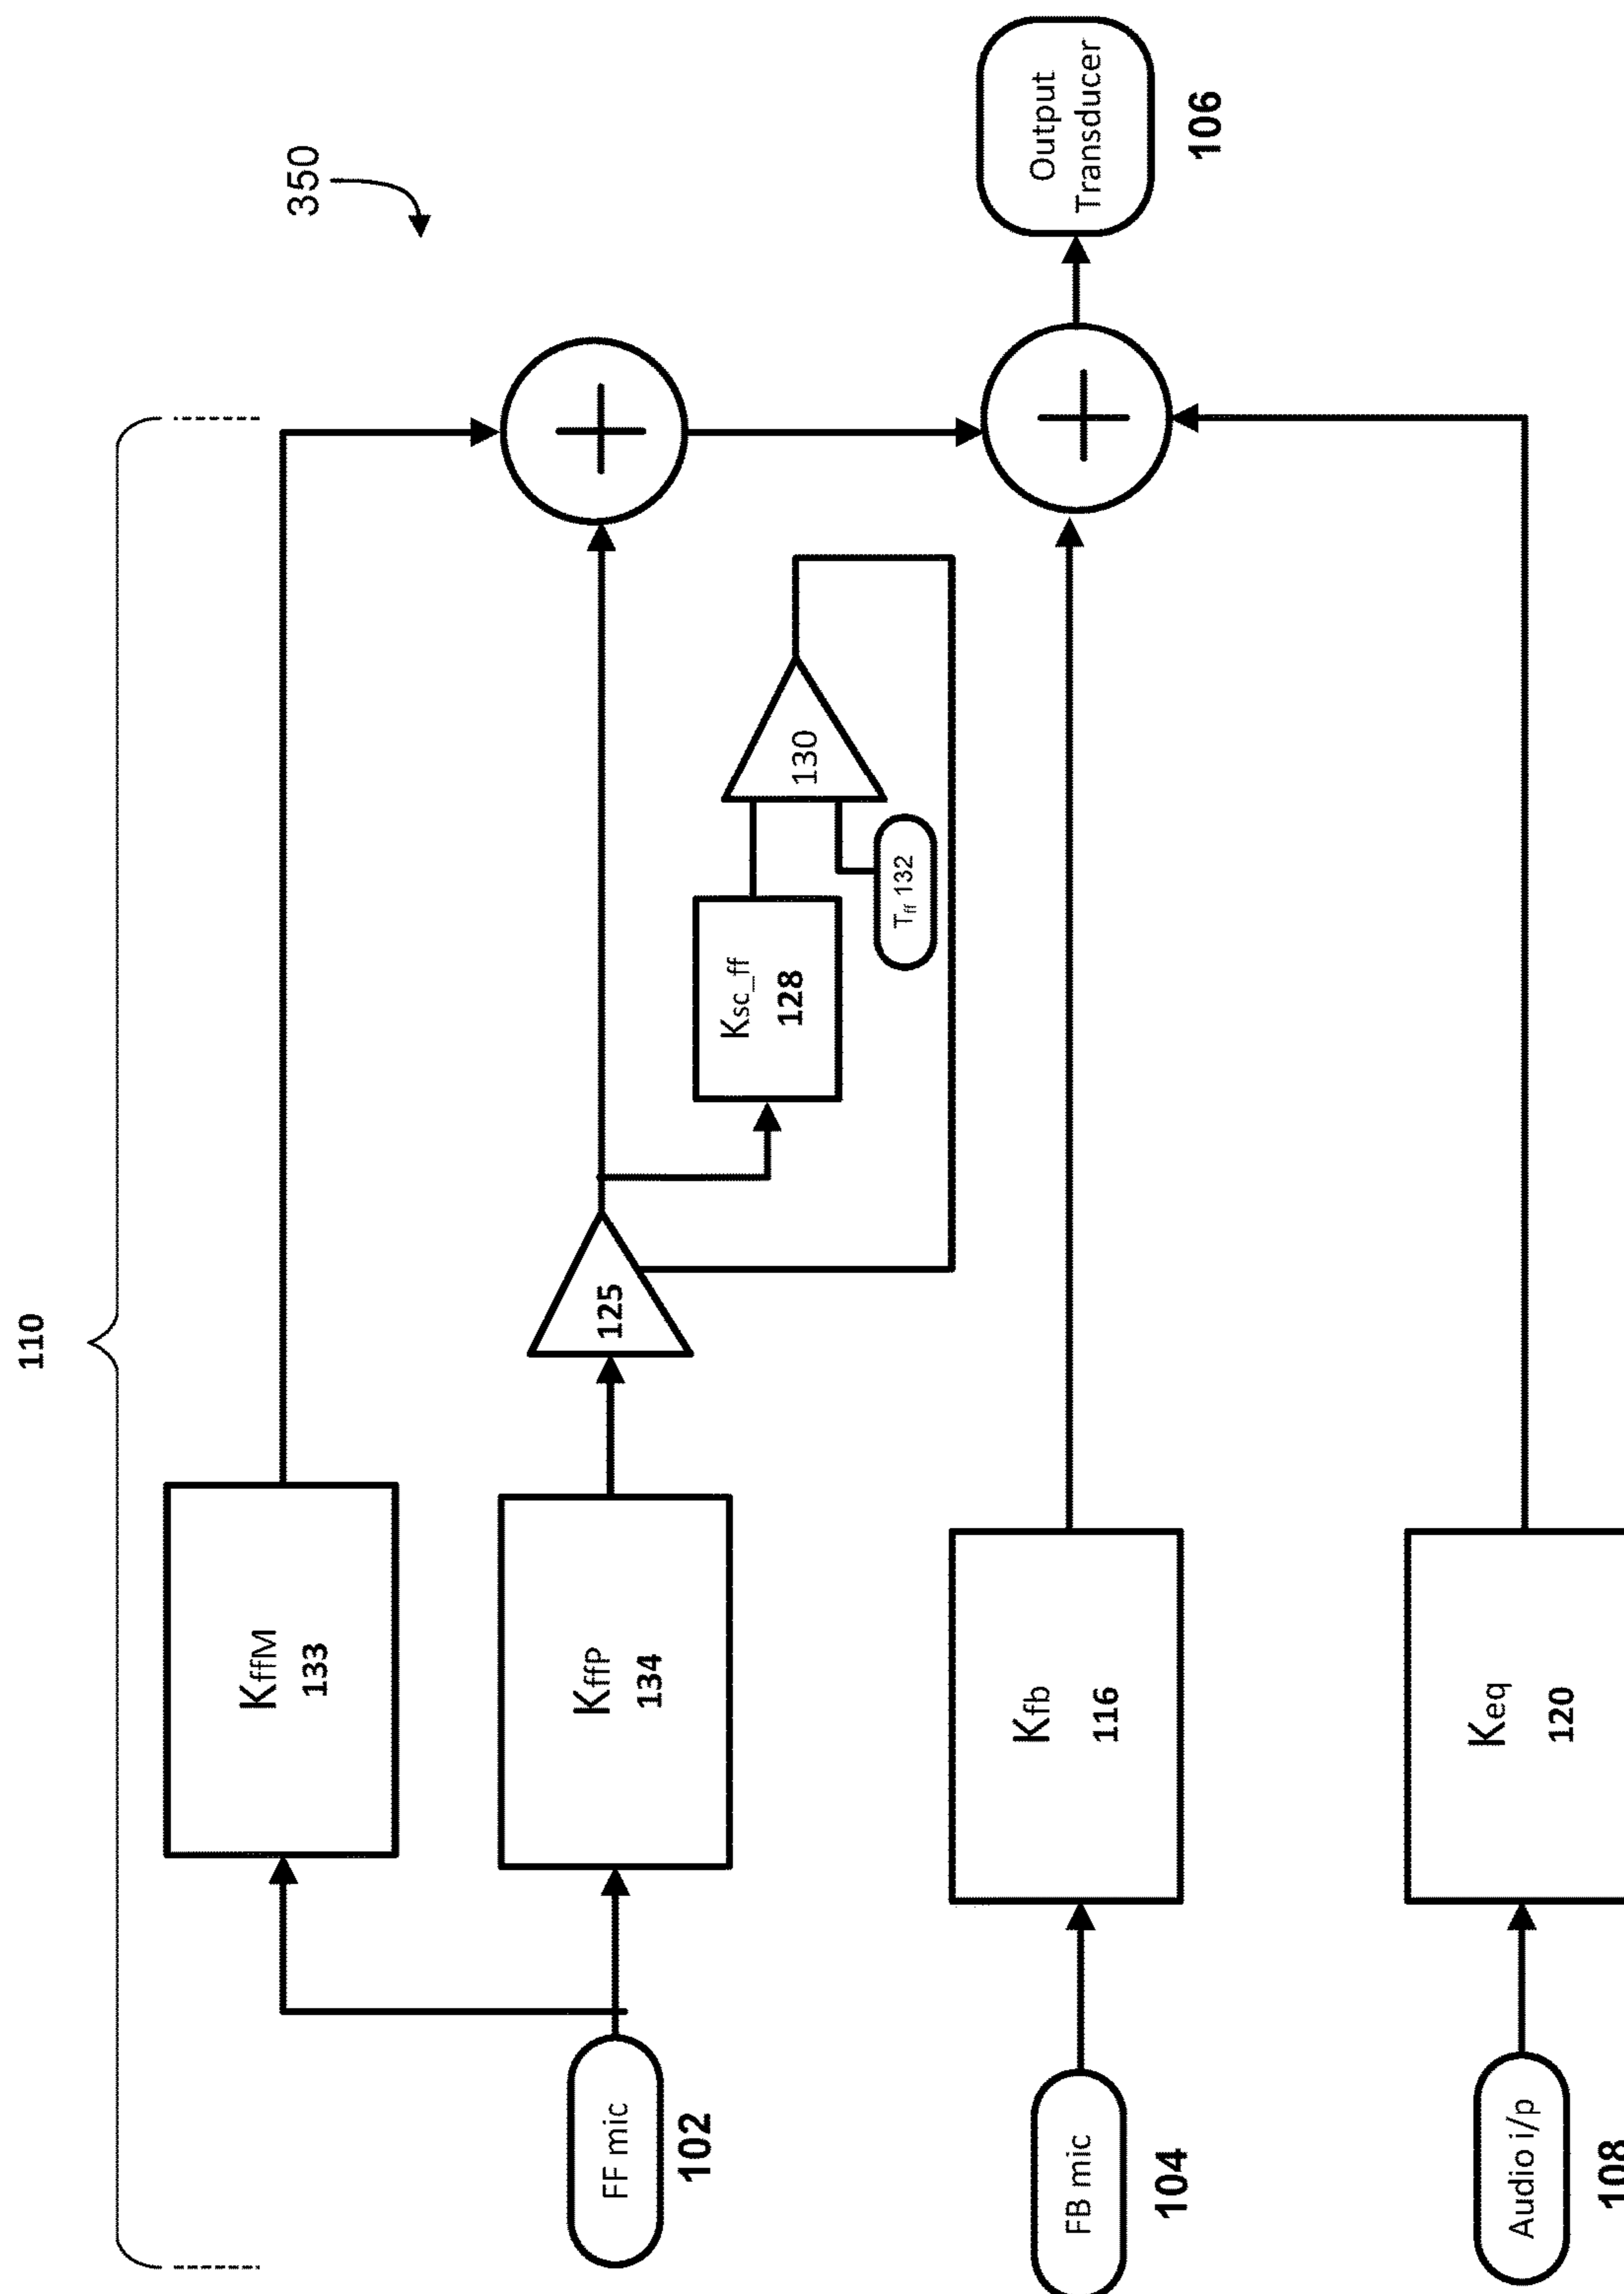 110
350
KffM
133
FF mic
102
KffP
134
125
Ksc_ff
128
130
Tff 132
FB mic
104
Kfb
116
Output
Transducer
106
Audio i/p
108
Keq
120